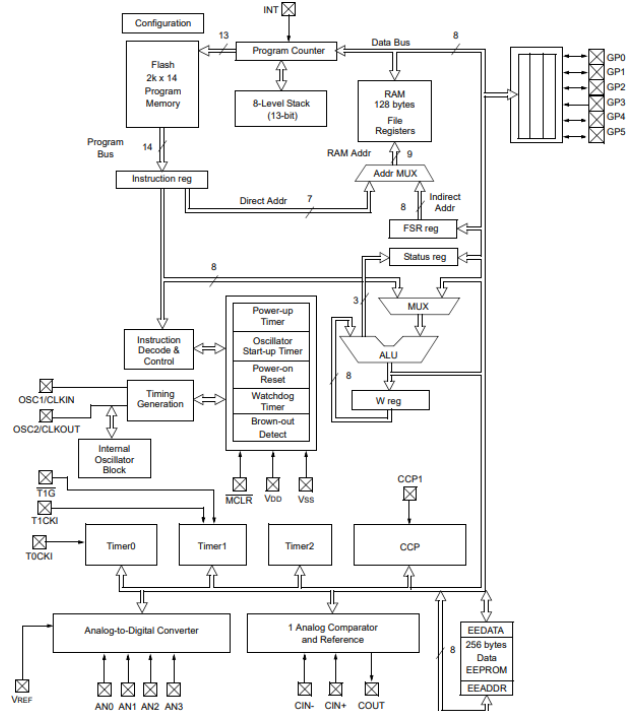 INT
Configuration
13
Program Counter
Data Bus
8
GP0
GP1
GP2
GP3
GP4
GP5
Flash
2k x 14
Program
Memory
8-Level Stack
(13-bit)
RAM
128 bytes
File
Registers
Program
Bus
14
RAM Addr
9
Addr MUX
Instruction reg
Direct Addr
7
Indirect
Addr
8
FSR reg
Status reg
8
3
MUX
Power-up
Timer
Oscillator
Start-up Timer
Power-on
Reset
Watchdog
Timer
Brown-out
Detect
Instruction
Decode &
Control
ALU
8
W reg
OSC1/CLKIN
OSC2/CLKOUT
Timing
Generation
Internal
Oscillator
Block
T1G
T1CKI
T0CKI
MCLR
VDD
VSS
CCP1
Timer0
Timer1
Timer2
CCP
Analog-to-Digital Converter
1 Analog Comparator
and Reference
8
EEDATA
256 bytes
Data
EEPROM
EEADDR
VREF
AN0
AN1
AN2
AN3
CIN-
CIN+
COUT